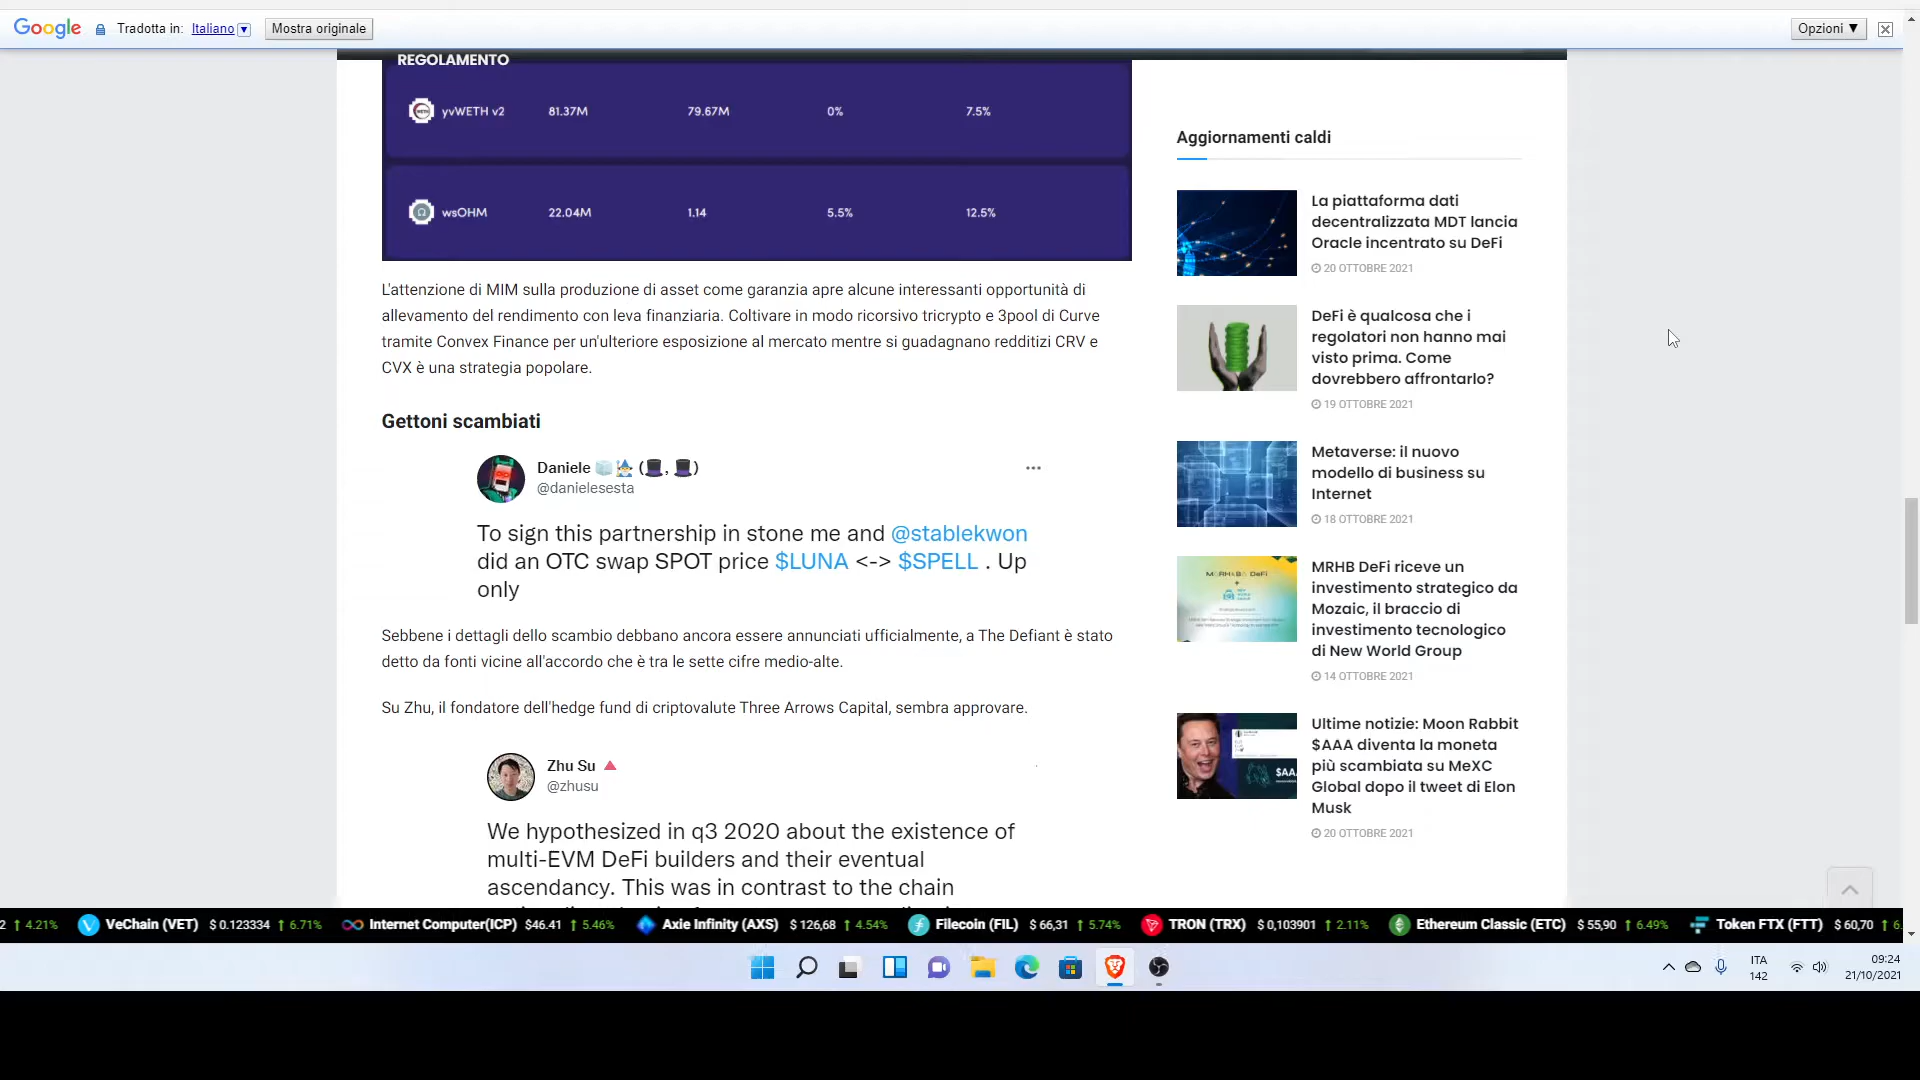 Google Tradotta in: Italiano ▼ Mostra originale Opzioni ▼
REGOLAMENTO
yvWETH v2 81.37M 79.67M 0% 7.5%
wsOHM 22.04M 1.14 5.5% 12.5%
L'attenzione di MIM sulla produzione di asset come garanzia apre alcune interessanti opportunità di
allevamento del rendimento con leva finanziaria. Coltivare in modo ricorsivo tricrypto e 3pool di Curve
tramite Convex Finance per un'ulteriore esposizione al mercato mentre si guadagnano redditizi CRV e
CVX è una strategia popolare.
Gettoni scambiati
Daniele 🧊🧙‍♂️ (🎩, 🎩)
@danielesesta
To sign this partnership in stone me and @stablekwon
did an OTC swap SPOT price $LUNA <-> $SPELL . Up
only
Sebbene i dettagli dello scambio debbano ancora essere annunciati ufficialmente, a The Defiant è stato
detto da fonti vicine all'accordo che è tra le sette cifre medio-alte.
Su Zhu, il fondatore dell'hedge fund di criptovalute Three Arrows Capital, sembra approvare.
Zhu Su 🔺
@zhusu
We hypothesized in q3 2020 about the existence of
multi-EVM DeFi builders and their eventual
ascendancy. This was in contrast to the chain
Aggiornamenti caldi
La piattaforma dati
decentralizzata MDT lancia
Oracle incentrato su DeFi
20 OTTOBRE 2021
DeFi è qualcosa che i
regolatori non hanno mai
visto prima. Come
dovrebbero affrontarlo?
19 OTTOBRE 2021
Metaverse: il nuovo
modello di business su
Internet
18 OTTOBRE 2021
MRHB DeFi riceve un
investimento strategico da
Mozaic, il braccio di
investimento tecnologico
di New World Group
14 OTTOBRE 2021
Ultime notizie: Moon Rabbit
$AAA diventa la moneta
più scambiata su MeXC
Global dopo il tweet di Elon
Musk
20 OTTOBRE 2021
2 ↑ 4.21% VeChain (VET) $ 0.123334 ↑ 6.71% Internet Computer(ICP) $46.41 ↑ 5.46% Axie Infinity (AXS) $ 126,68 ↑ 4.54% Filecoin (FIL) $ 66,31 ↑ 5.74% TRON (TRX) $ 0,103901 ↑ 2.11% Ethereum Classic (ETC) $ 55,90 ↑ 6.49% Token FTX (FTT) $ 60,70 ↑ 6.
ITA
142
09:24
21/10/2021